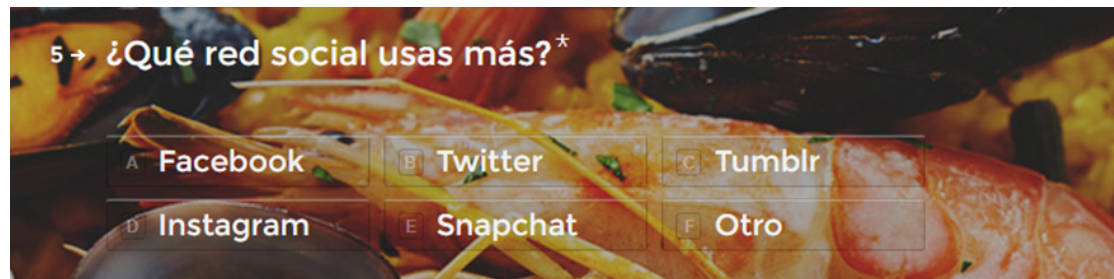 5→ ¿Qué red social usas más?*
A Facebook B Twitter C Tumblr
D Instagram E Snapchat F Otro